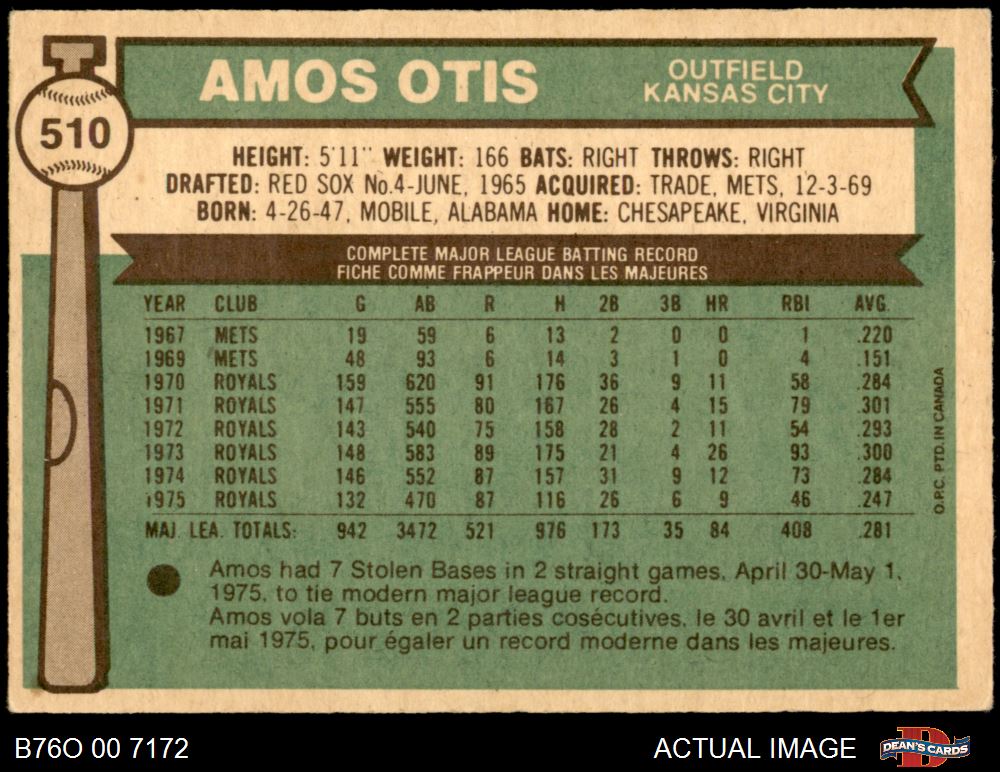 510
AMOS OTIS
OUTFIELD
KANSAS CITY
HEIGHT: 5'11" WEIGHT: 166 BATS: RIGHT THROWS: RIGHT
DRAFTED: RED SOX No.4-JUNE, 1965 ACQUIRED: TRADE, METS, 12-3-69
BORN: 4-26-47, MOBILE, ALABAMA HOME: CHESAPEAKE, VIRGINIA
COMPLETE MAJOR LEAGUE BATTING RECORD
FICHE COMME FRAPPEUR DANS LES MAJEURES
YEAR CLUB G AB R H 2B 3B HR RBI AVG.
1967 METS 19 59 6 13 2 0 0 1 .220
1969 METS 48 93 6 14 3 1 0 4 .151
1970 ROYALS 159 620 91 176 36 9 11 58 .284
1971 ROYALS 147 555 80 167 26 4 15 79 .301
1972 ROYALS 143 540 75 158 28 2 11 54 .293
1973 ROYALS 148 583 89 175 21 4 26 93 .300
1974 ROYALS 146 552 87 157 31 9 12 73 .284
1975 ROYALS 132 470 87 116 26 6 9 46 .247
MAJ. LEA. TOTALS: 942 3472 521 976 173 35 84 408 .281
Amos had 7 Stolen Bases in 2 straight games, April 30-May 1,
1975, to tie modern major league record.
Amos vola 7 buts en 2 parties cosécutives, le 30 avril et le 1er
mai 1975, pour égaler un record moderne dans les majeures.
O.P.C. PTD. IN CANADA
B76O 00 7172
ACTUAL IMAGE
DEAN'S CARDS